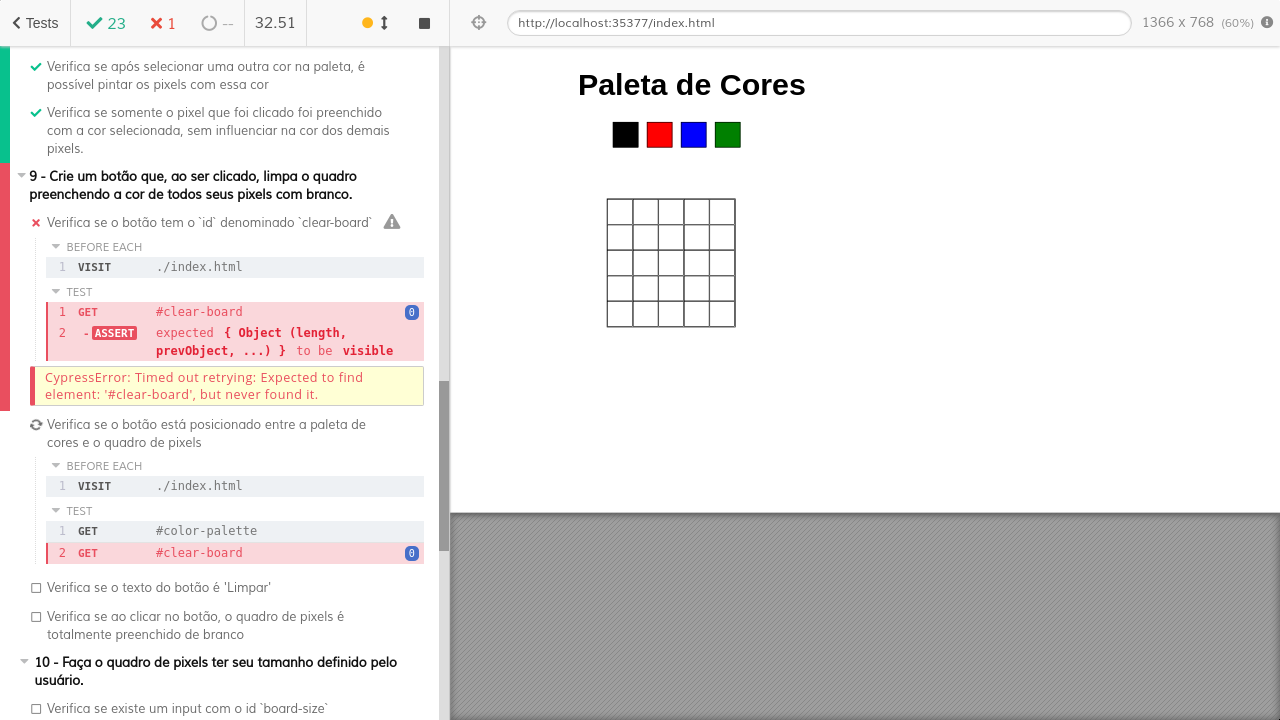 Tests
23
1
--
32.51
http://localhost:35377/index.html
1366 x 768 (60%)
Verifica se após selecionar uma outra cor na paleta, é
possível pintar os pixels com essa cor
Verifica se somente o pixel que foi clicado foi preenchido
com a cor selecionada, sem influenciar na cor dos demais
pixels.
9 - Crie um botão que, ao ser clicado, limpa o quadro
preenchendo a cor de todos seus pixels com branco.
Verifica se o botão tem o `id` denominado `clear-board`
BEFORE EACH
1 VISIT ./index.html
TEST
1 GET #clear-board 0
2 - ASSERT expected { Object (length,
prevObject, ...) } to be visible
CypressError: Timed out retrying: Expected to find
element: '#clear-board', but never found it.
Verifica se o botão está posicionado entre a paleta de
cores e o quadro de pixels
BEFORE EACH
1 VISIT ./index.html
TEST
1 GET #color-palette
2 GET #clear-board 0
Verifica se o texto do botão é 'Limpar'
Verifica se ao clicar no botão, o quadro de pixels é
totalmente preenchido de branco
10 - Faça o quadro de pixels ter seu tamanho definido pelo
usuário.
Verifica se existe um input com o id `board-size`
Paleta de Cores